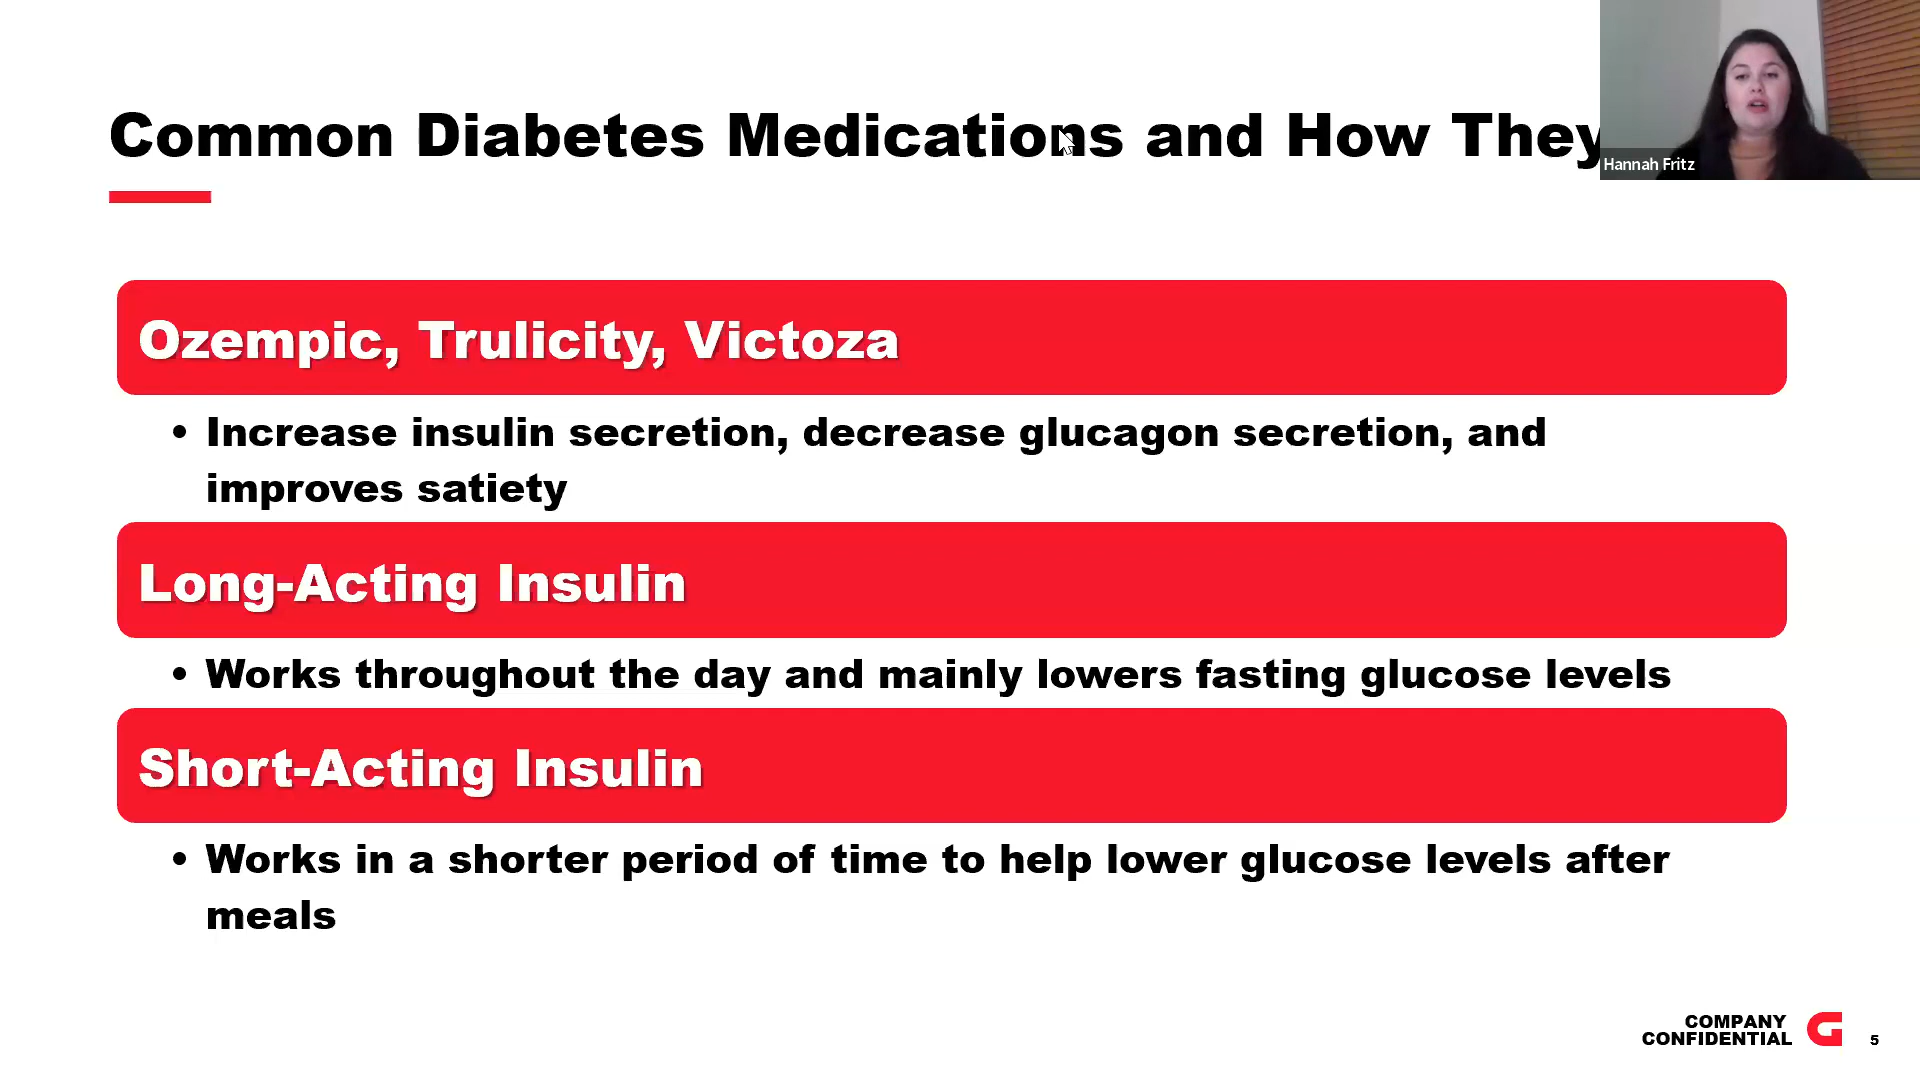 Common Diabetes Medications and How They
Hannah Fritz
Ozempic, Trulicity, Victoza
• Increase insulin secretion, decrease glucagon secretion, and
improves satiety
Long-Acting Insulin
• Works throughout the day and mainly lowers fasting glucose levels
Short-Acting Insulin
• Works in a shorter period of time to help lower glucose levels after
meals
COMPANY
CONFIDENTIAL
5